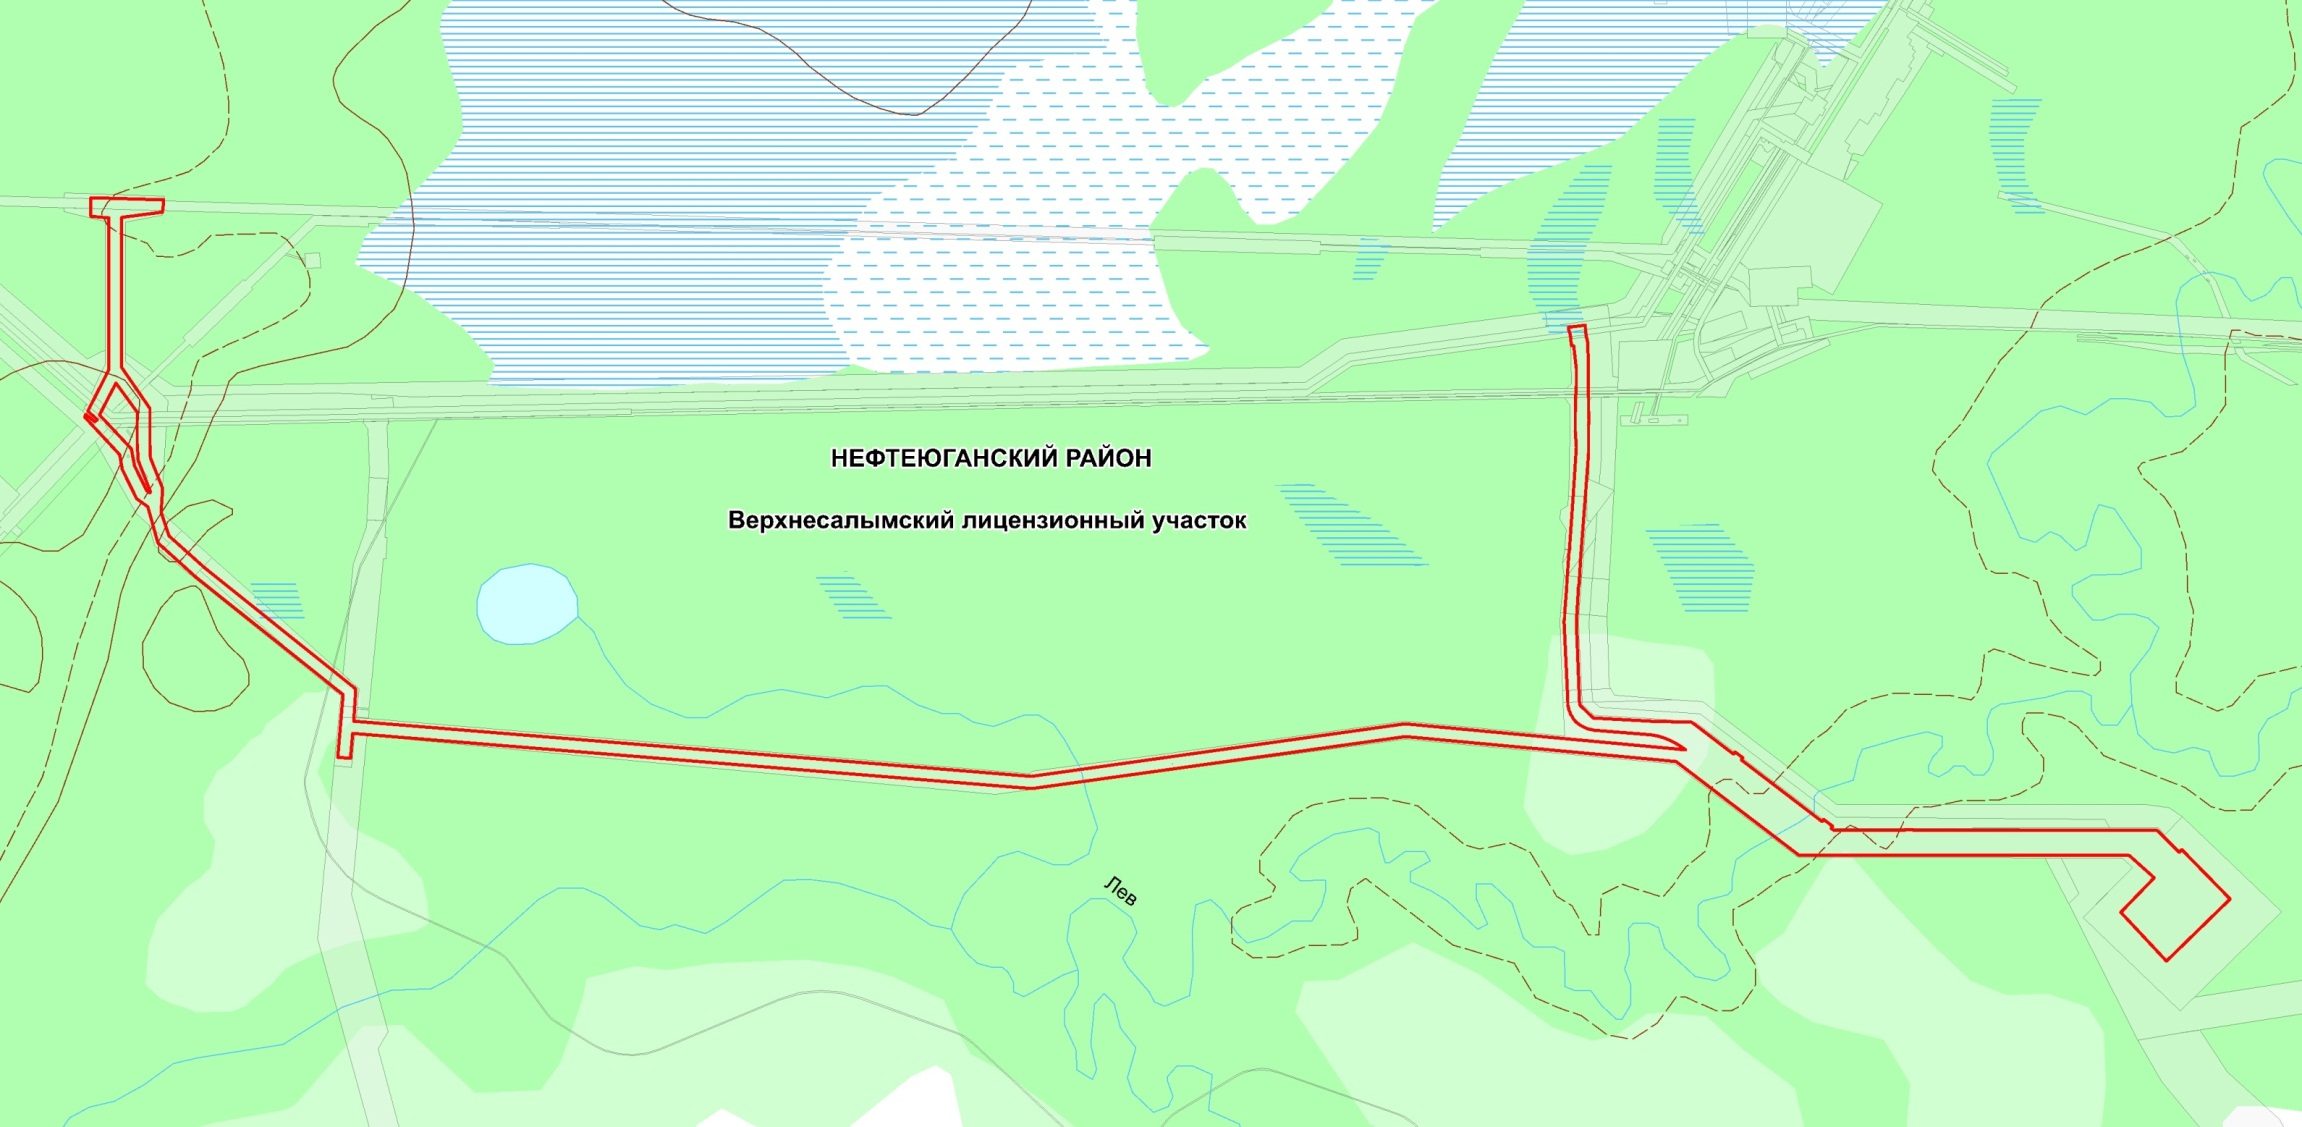 НЕФТЕЮГАНСКИЙ РАЙОН
Верхнесалымский лицензионный участок
Лев